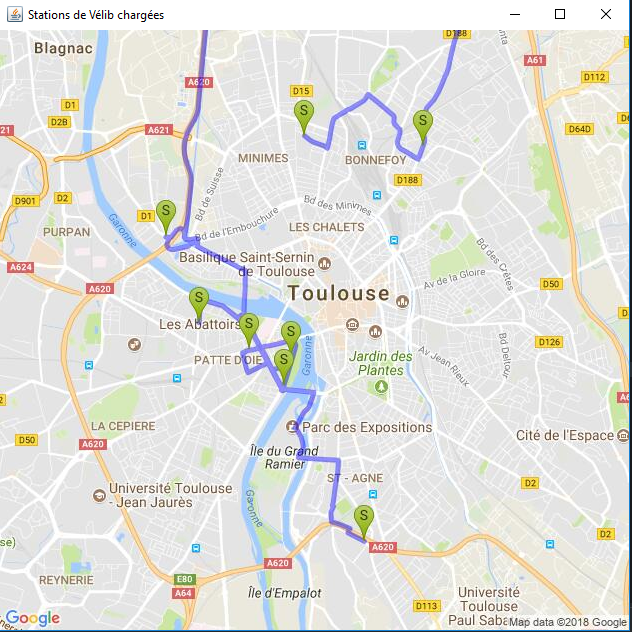 Stations de Vélib chargées
D188
Blagnac
A61
A620
D112
D15
D1
S
D2B
S
A621
D64D
21
MINIMES
BONNEFOY
D188
D2
Bd de Suisse
D901
Bd des Minimes
S
D1
Garonne
Bd de l'Embouchure
LES CHALETS
PURPAN
Basilique Saint-Sernin
de Toulouse
A624
Av de la Gloire
Bd des Crêtes
A620
Toulouse
D50
S
Les Abattoirs
S
S
Garonne
D126
Bd Deltour
PATTE D'OIE
S
Jardin des
Plantes
Av Jean Rieux
LA CEPIERE
Parc des Expositions
D50
A620
Cité de l'Espace
Île du Grand
Ramier
ST - AGNE
D2
Université Toulouse
- Jean Jaurès
Garonne
S
D2
se)
A620
A620
REYNERIE
E80
A64
Île d'Empalot
D113
Université
Toulouse
Paul Sabatier
Google
Map data ©2018 Google